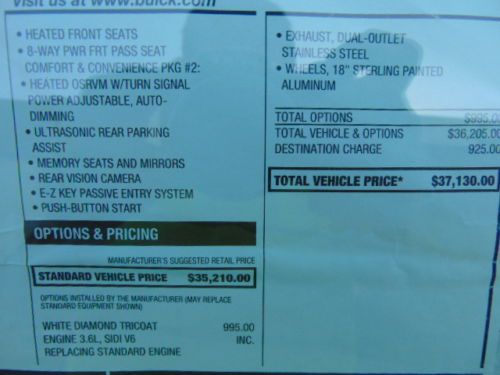 visit us at www.buick.com
• HEATED FRONT SEATS
• 8-WAY PWR FRT PASS SEAT
COMFORT & CONVENIENCE PKG #2:
• HEATED OSRVM W/TURN SIGNAL
POWER ADJUSTABLE, AUTO-
DIMMING
• ULTRASONIC REAR PARKING
ASSIST
• MEMORY SEATS AND MIRRORS
• REAR VISION CAMERA
• E-Z KEY PASSIVE ENTRY SYSTEM
• PUSH-BUTTON START
OPTIONS & PRICING
MANUFACTURER'S SUGGESTED RETAIL PRICE
STANDARD VEHICLE PRICE $35,210.00
OPTIONS INSTALLED BY THE MANUFACTURER (MAY REPLACE
STANDARD EQUIPMENT SHOWN)
WHITE DIAMOND TRICOAT 995.00
ENGINE 3.6L, SIDI V6 INC.
REPLACING STANDARD ENGINE
• EXHAUST, DUAL-OUTLET
STAINLESS STEEL
• WHEELS, 18" STERLING PAINTED
ALUMINUM
TOTAL OPTIONS $995.00
TOTAL VEHICLE & OPTIONS $36,205.00
DESTINATION CHARGE 925.00
TOTAL VEHICLE PRICE* $37,130.00